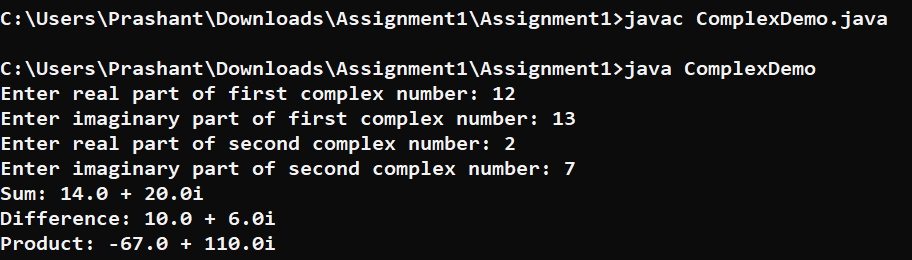 C:\Users\Prashant\Downloads\Assignment1\Assignment1>javac ComplexDemo.java
C:\Users\Prashant\Downloads\Assignment1\Assignment1>java ComplexDemo
Enter real part of first complex number: 12
Enter imaginary part of first complex number: 13
Enter real part of second complex number: 2
Enter imaginary part of second complex number: 7
Sum: 14.0 + 20.0i
Difference: 10.0 + 6.0i
Product: -67.0 + 110.0i